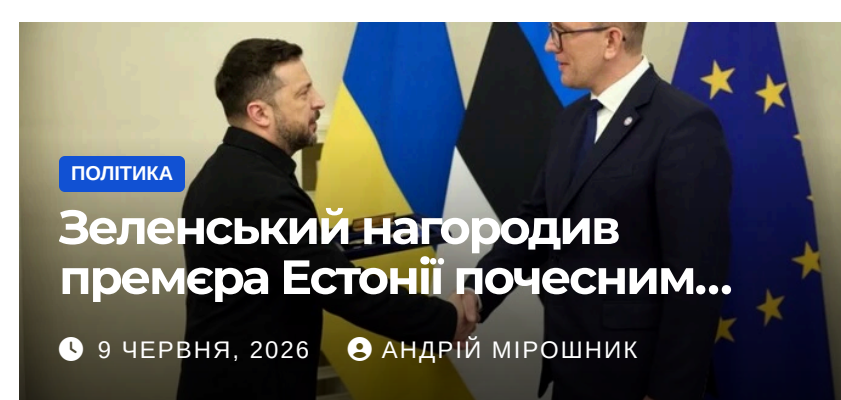 ПОЛІТИКА
Зеленський нагородив
премєра Естонії почесним...
9 ЧЕРВНЯ, 2026 АНДРІЙ МІРОШНИК